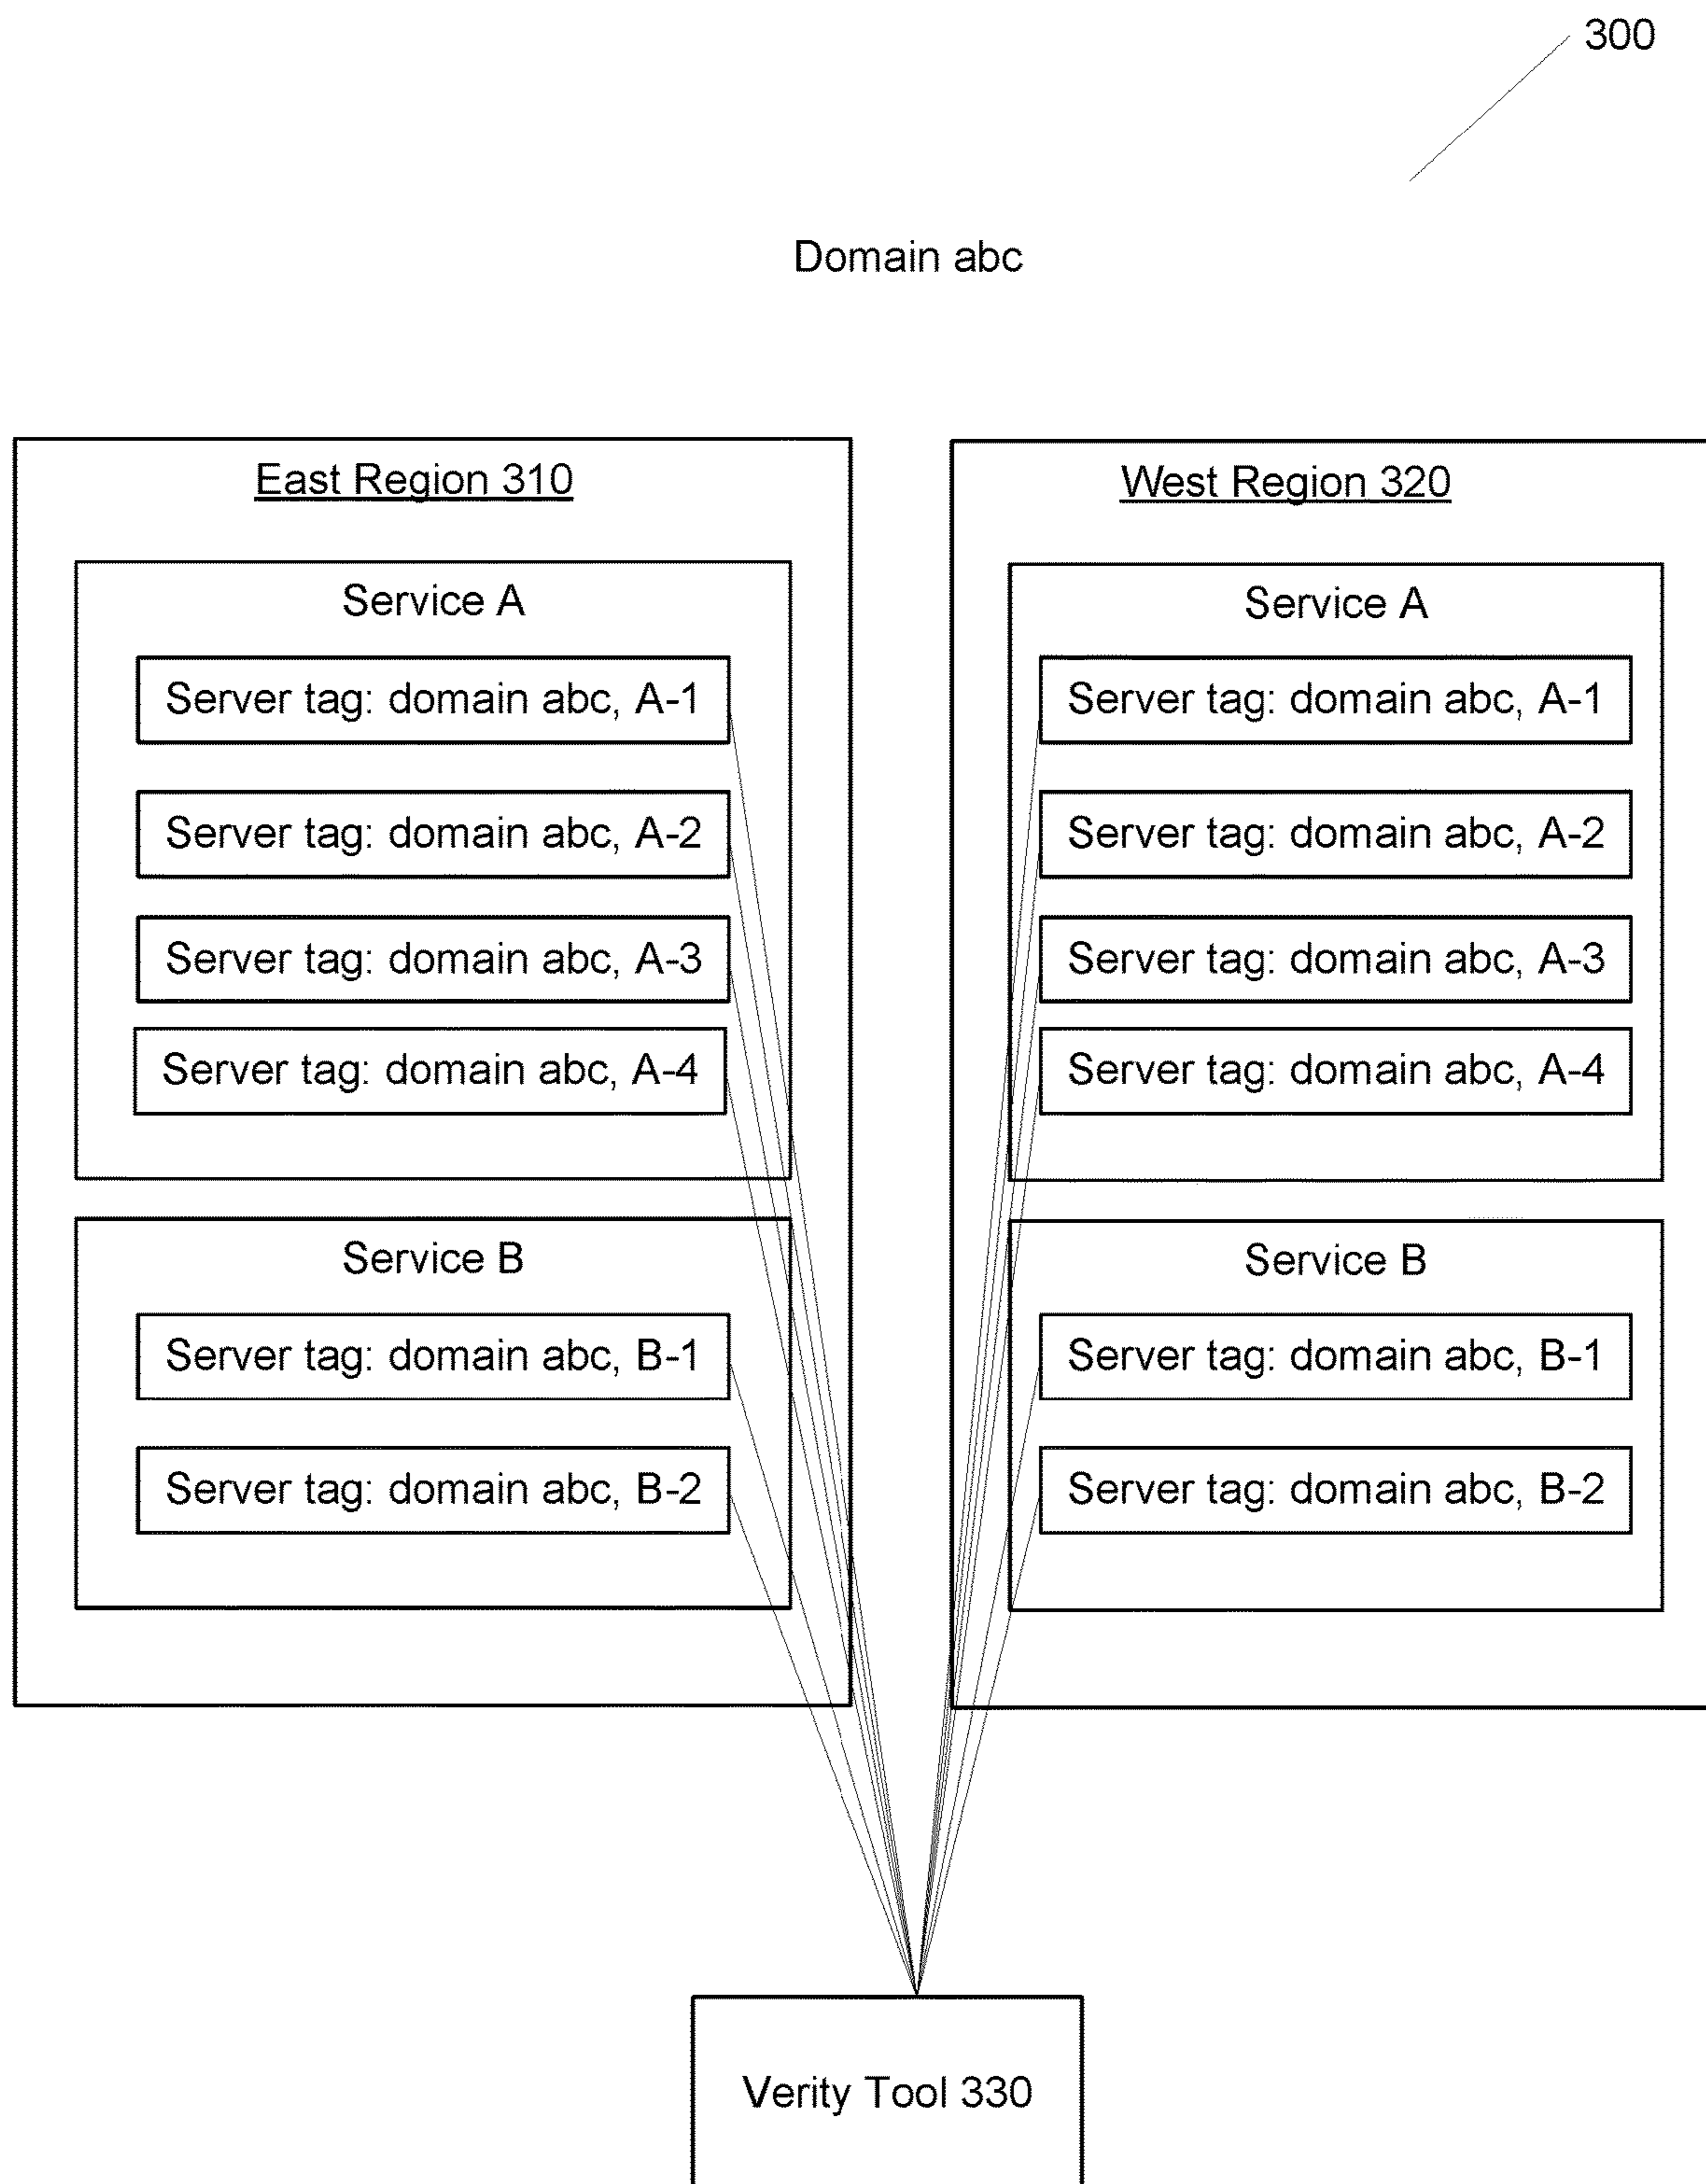 300
Domain abc
East Region 310
Service A
Server tag: domain abc, A-1
Server tag: domain abc, A-2
Server tag: domain abc, A-3
Server tag: domain abc, A-4
Service B
Server tag: domain abc, B-1
Server tag: domain abc, B-2
West Region 320
Service A
Server tag: domain abc, A-1
Server tag: domain abc, A-2
Server tag: domain abc, A-3
Server tag: domain abc, A-4
Service B
Server tag: domain abc, B-1
Server tag: domain abc, B-2
Verity Tool 330